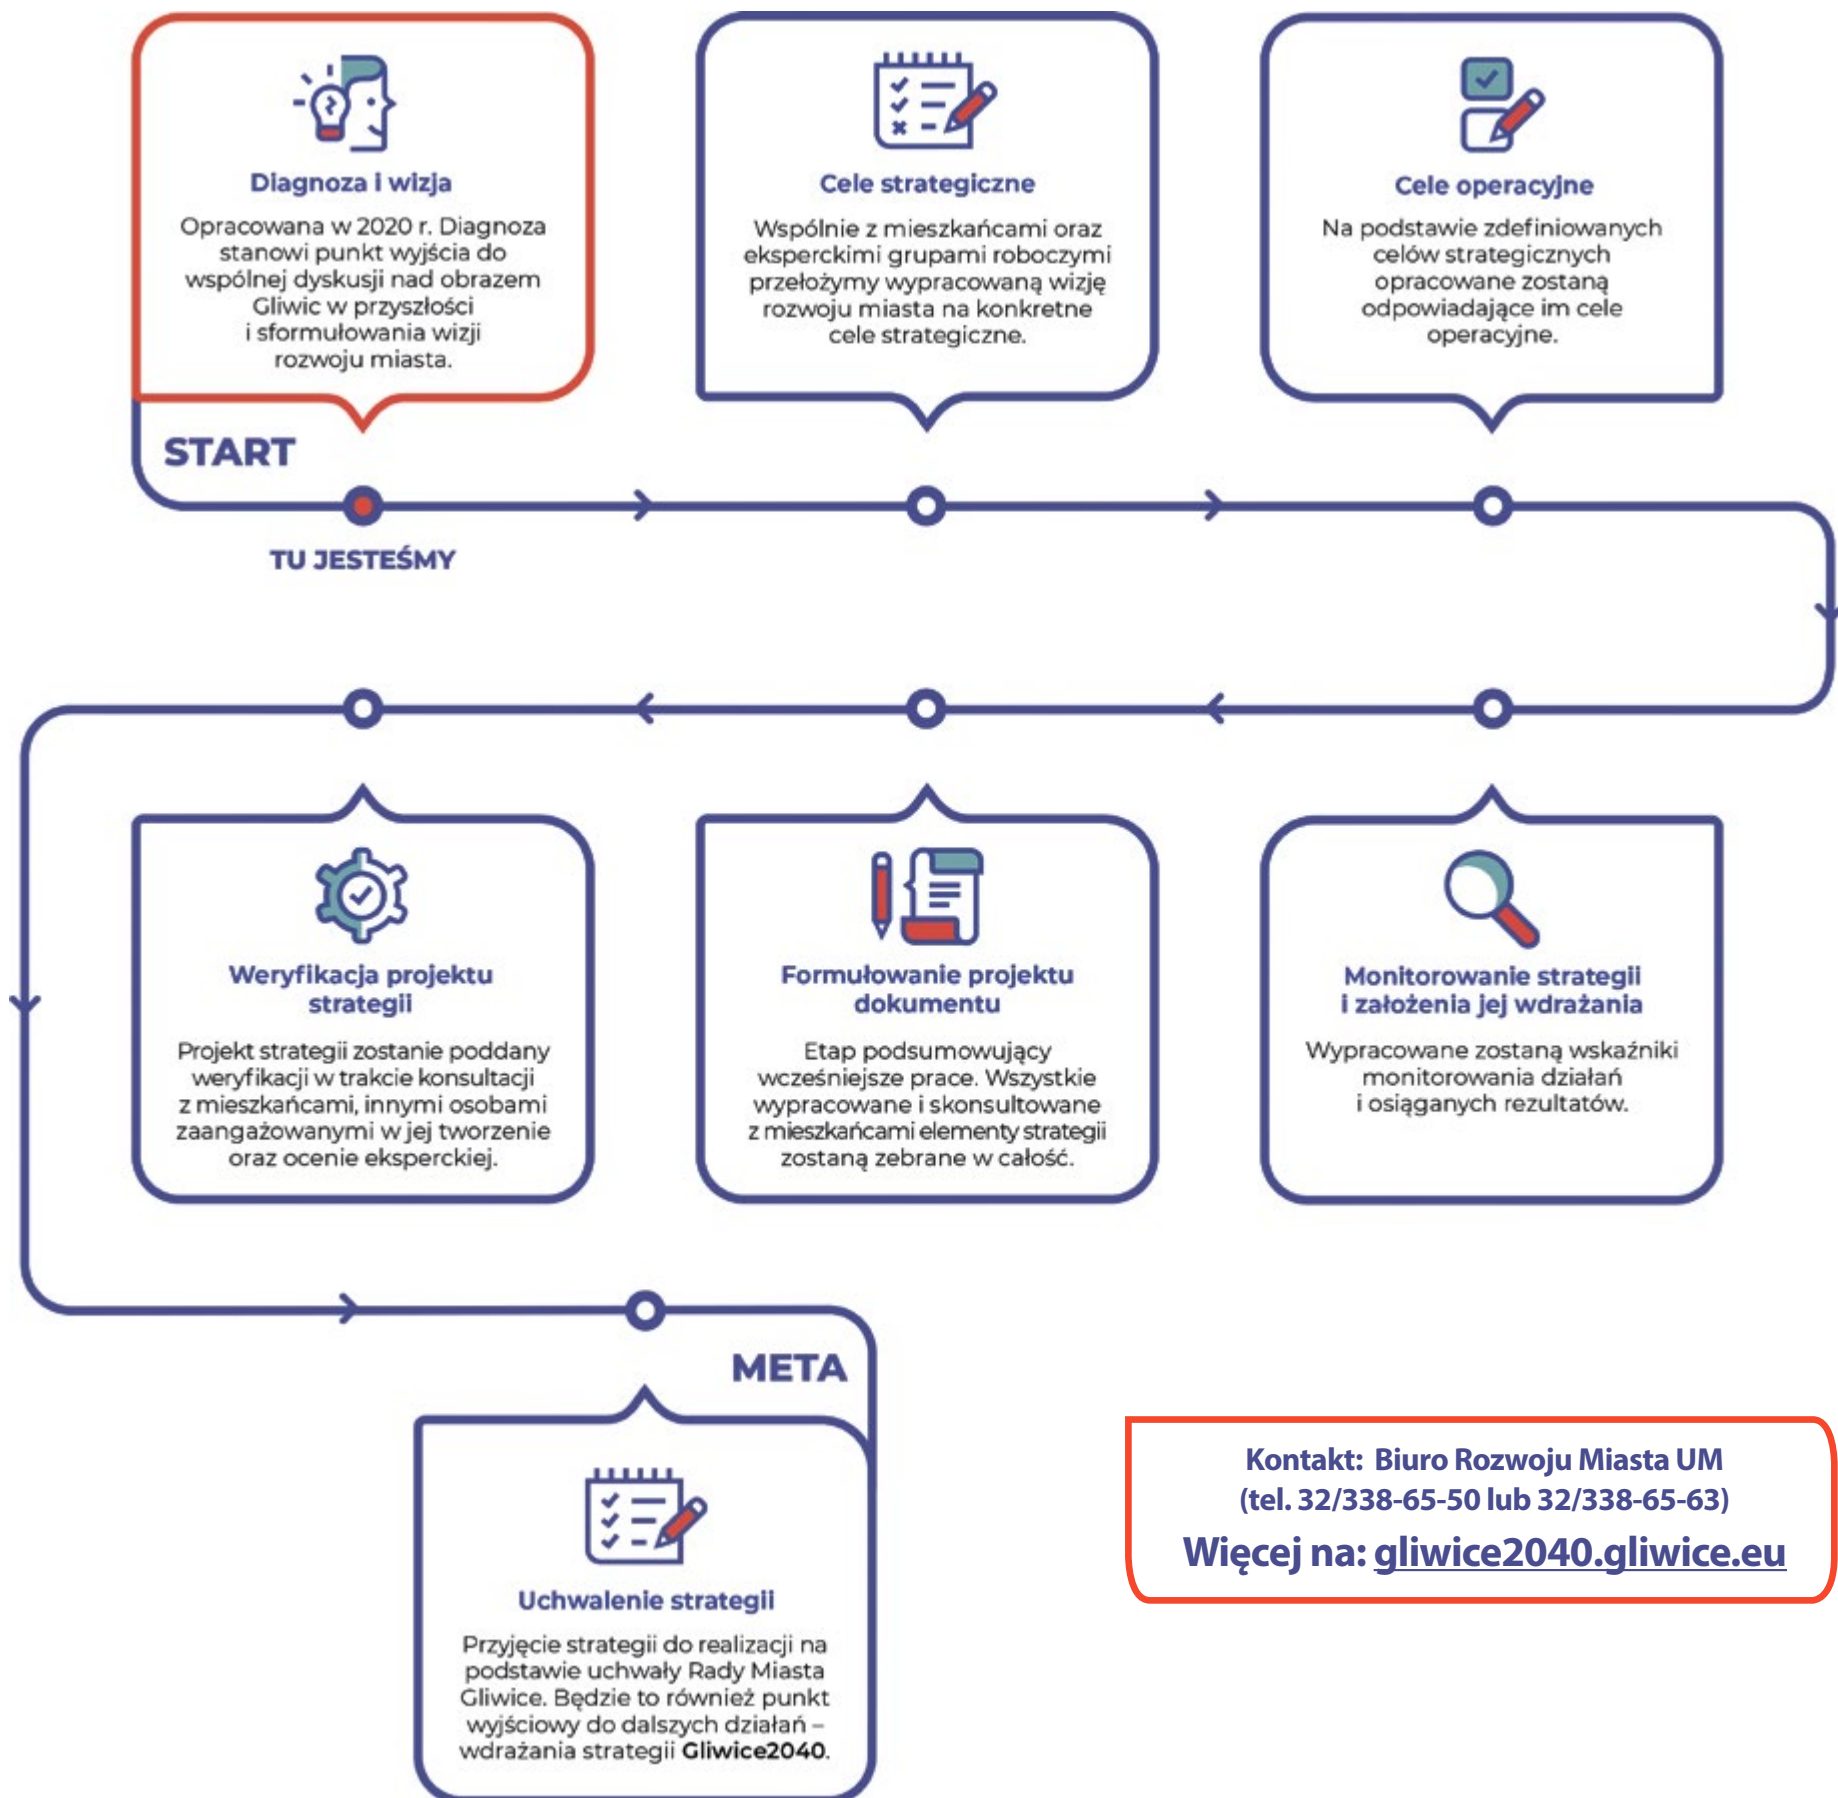 Diagnoza i wizja
Opracowana w 2020 r. Diagnoza
stanowi punkt wyjścia do
wspólnej dyskusji nad obrazem
Gliwic w przyszłości
i sformułowania wizji
rozwoju miasta.
Cele strategiczne
Wspólnie z mieszkańcami oraz
eksperckimi grupami roboczymi
przełożymy wypracowaną wizję
rozwoju miasta na konkretne
cele strategiczne.
Cele operacyjne
Na podstawie zdefiniowanych
celów strategicznych
opracowane zostaną
odpowiadające im cele
operacyjne.
START
TU JESTEŚMY
Monitorowanie strategii
i założenia jej wdrażania
Wypracowane zostaną wskaźniki
monitorowania działań
i osiąganych rezultatów.
Formułowanie projektu
dokumentu
Etap podsumowujący
wcześniejsze prace. Wszystkie
wypracowane i skonsultowane
z mieszkańcami elementy strategii
zostaną zebrane w całość.
Weryfikacja projektu
strategii
Projekt strategii zostanie poddany
weryfikacji w trakcie konsultacji
z mieszkańcami, innymi osobami
zaangażowanymi w jej tworzenie
oraz ocenie eksperckiej.
META
Uchwalenie strategii
Przyjęcie strategii do realizacji na
podstawie uchwały Rady Miasta
Gliwice. Będzie to również punkt
wyjściowy do dalszych działań –
wdrażania strategii Gliwice2040.
Kontakt: Biuro Rozwoju Miasta UM
(tel. 32/338-65-50 lub 32/338-65-63)
Więcej na: gliwice2040.gliwice.eu